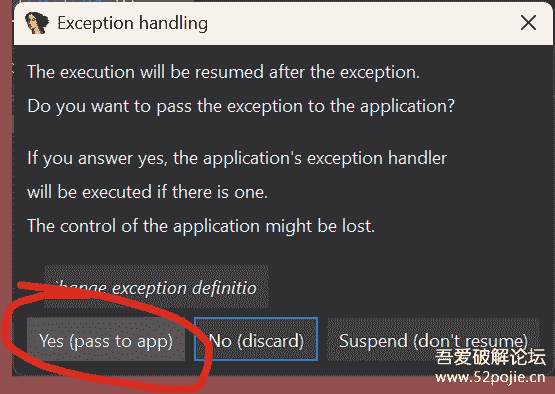 Exception handling
The execution will be resumed after the exception.
Do you want to pass the exception to the application?
If you answer yes, the application's exception handler
will be executed if there is one.
The control of the application might be lost.
hange exception definitio
Yes (pass to app)
No (discard)
Suspend (don't resume)
吾爱破解论坛
www.52pojie.cn